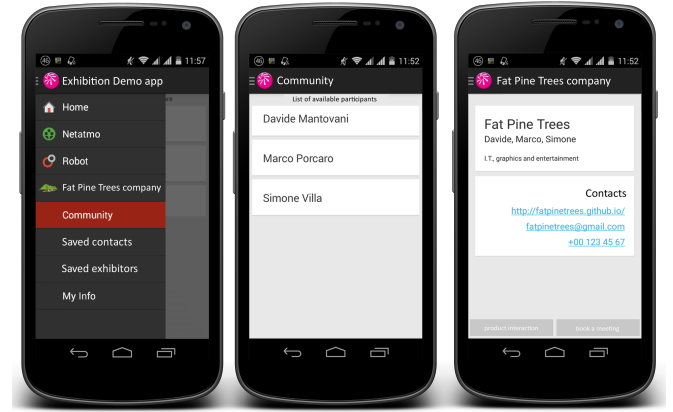 46
11:57
Exhibition Demo app
Home
Netatmo
Robot
Fat Pine Trees company
Community
Saved contacts
Saved exhibitors
My Info
46
11:52
Community
List of available participants
Davide Mantovani
Marco Porcaro
Simone Villa
46
11:52
Fat Pine Trees company
Fat Pine Trees
Davide, Marco, Simone
I.T., graphics and entertainment
Contacts
http://fatpinetrees.github.io/
fatpinetrees@gmail.com
+00 123 45 67
product interaction
book a meeting